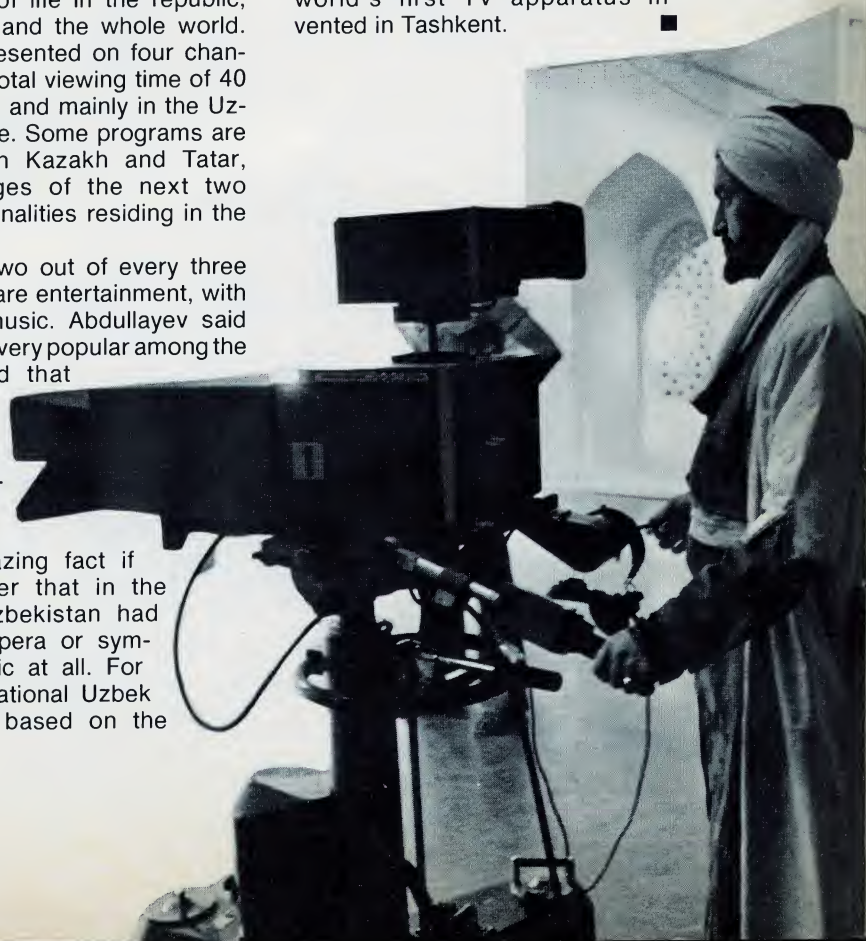 of life in the republic,
and the whole world.
esented on four chan-
otal viewing time of 40
and mainly in the Uz-
e. Some programs are
n Kazakh and Tatar,
ges of the next two
nalities residing in the
wo out of every three
are entertainment, with
music. Abdullayev said
very popular among the
d that
azing fact if
er that in the
zbekistan had
pera or sym-
ic at all. For
ational Uzbek
based on the
world's first TV apparatus in-
vented in Tashkent.